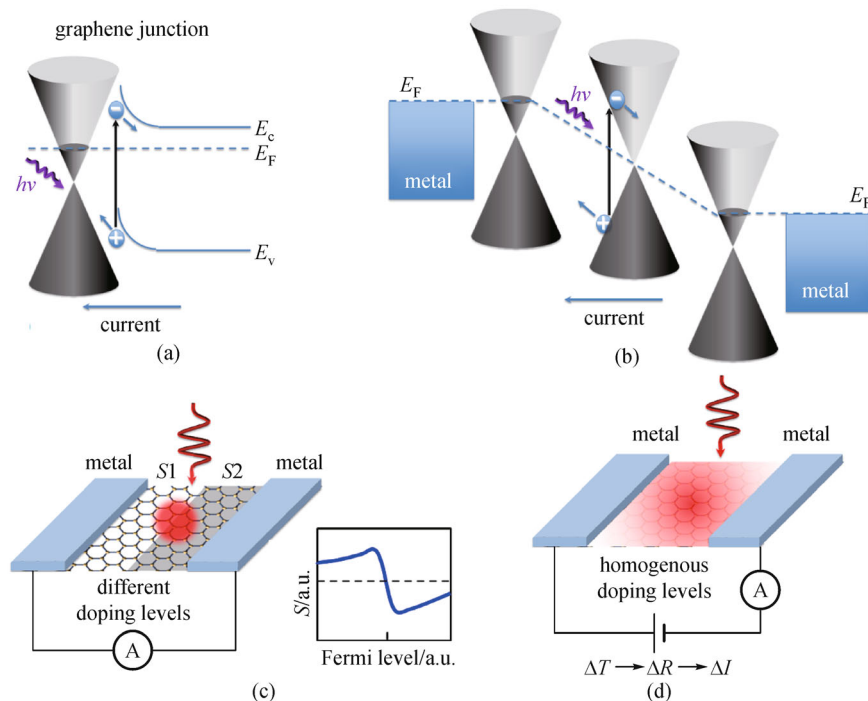 graphene junction
E_c
E_F
hν
E_v
current
(a)
E_F
hν
metal
E_F
metal
current
(b)
metal
S1
S2
metal
different
doping levels
A
S/a.u.
Fermi level/a.u.
(c)
metal
metal
homogenous
doping levels
A
ΔT → ΔR → ΔI
(d)